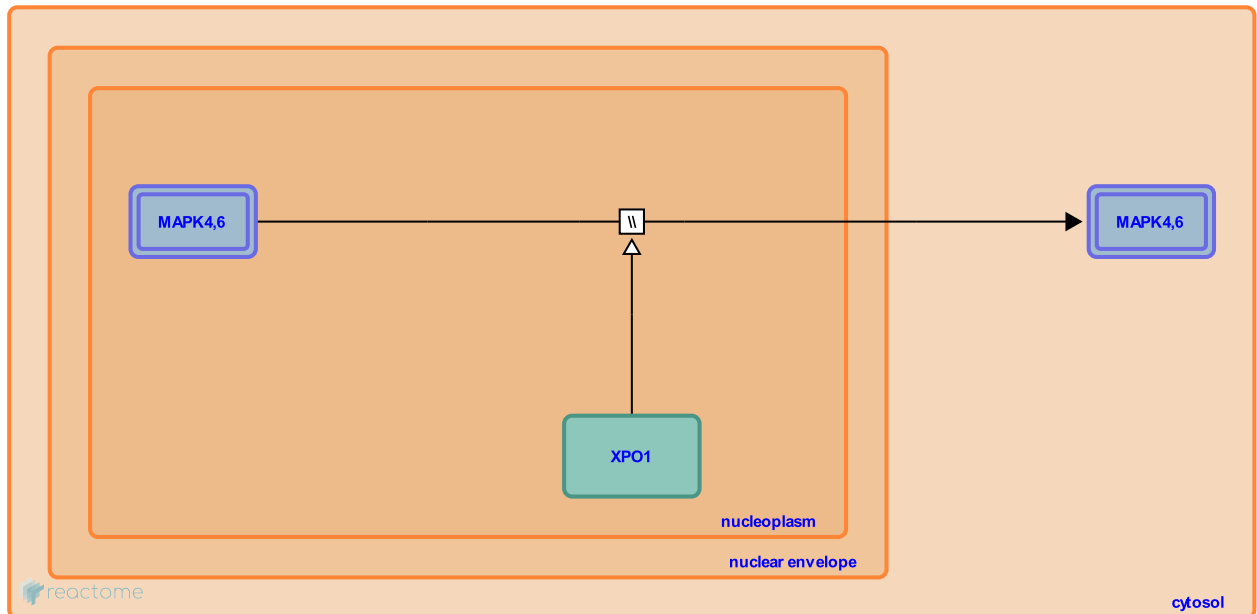 MAPK4,6
\\
MAPK4,6
XPO1
nucleoplasm
nuclear envelope
reactome
cytosol